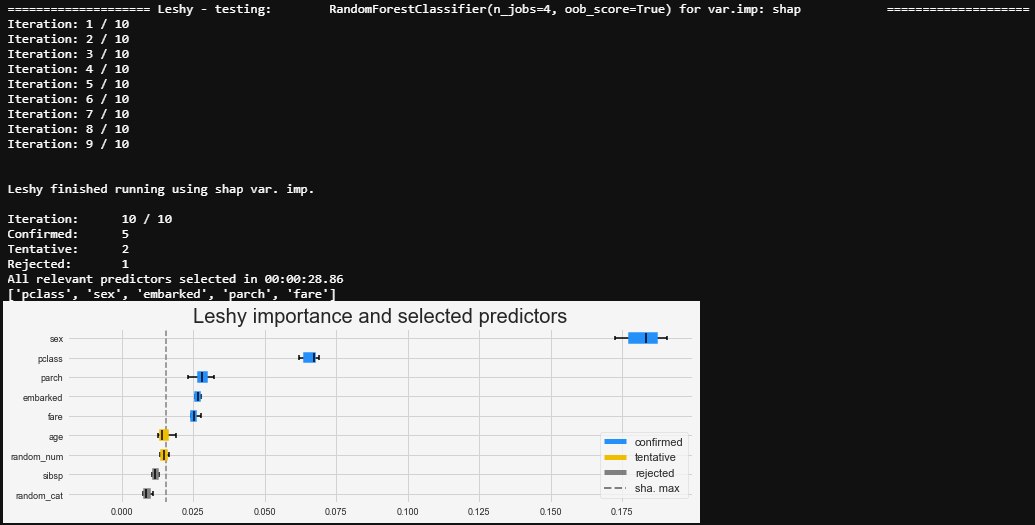 ==================== Leshy - testing: RandomForestClassifier(n_jobs=4, oob_score=True) for var.imp: shap ====================
Iteration: 1 / 10
Iteration: 2 / 10
Iteration: 3 / 10
Iteration: 4 / 10
Iteration: 5 / 10
Iteration: 6 / 10
Iteration: 7 / 10
Iteration: 8 / 10
Iteration: 9 / 10
Leshy finished running using shap var. imp.
Iteration: 10 / 10
Confirmed: 5
Tentative: 2
Rejected: 1
All relevant predictors selected in 00:00:28.86
['pclass', 'sex', 'embarked', 'parch', 'fare']
Leshy importance and selected predictors
sex
pclass
parch
embarked
fare
age
random_num
sibsp
random_cat
confirmed
tentative
rejected
sha. max
0.000 0.025 0.050 0.075 0.100 0.125 0.150 0.175